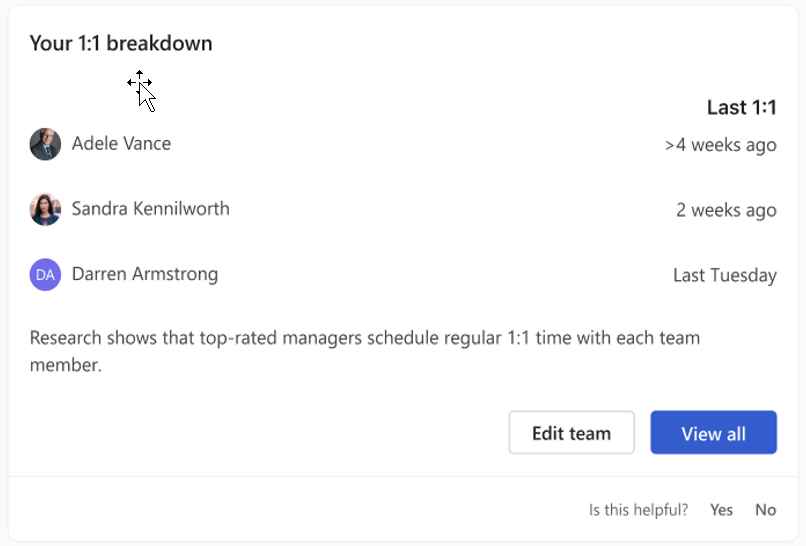 Your 1:1 breakdown
Last 1:1
Adele Vance
>4 weeks ago
Sandra Kennilworth
2 weeks ago
DA
Darren Armstrong
Last Tuesday
Research shows that top-rated managers schedule regular 1:1 time with each team
member.
Edit team
View all
Is this helpful?
Yes
No